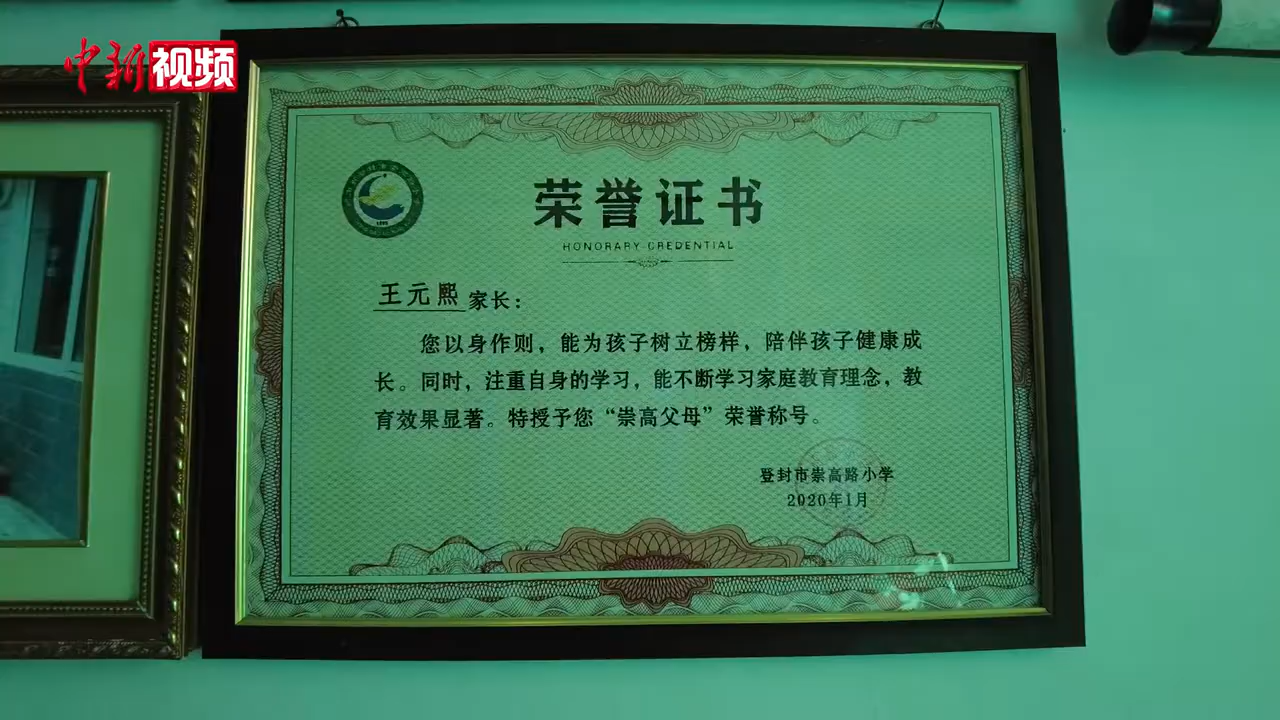 中新视频
荣誉证书
HONORARY CREDENTIAL
王元熙 家长：
您以身作则，能为孩子树立榜样，陪伴孩子健康成
长。同时，注重自身的学习，能不断学习家庭教育理念，教
育效果显著。特授予您“崇高父母”荣誉称号。
登封市崇高路小学
2020年1月